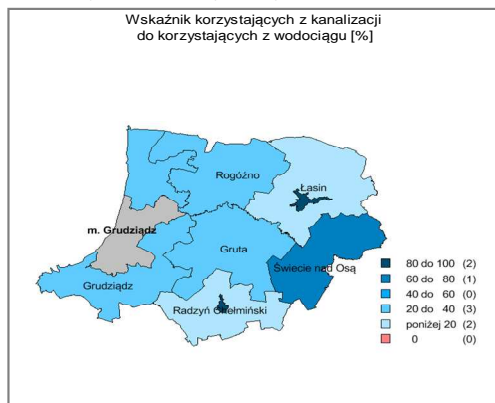 Wskaźnik korzystających z kanalizacji
do korzystających z wodociągu [%]
Rogóźno
Łasin
m. Grudziądz
Gruta
Świecie nad Osą
Grudziądz
Radzyń Chełmiński
80 do 100 (2)
60 do 80 (1)
40 do 60 (0)
20 do 40 (3)
poniżej 20 (2)
0 (0)